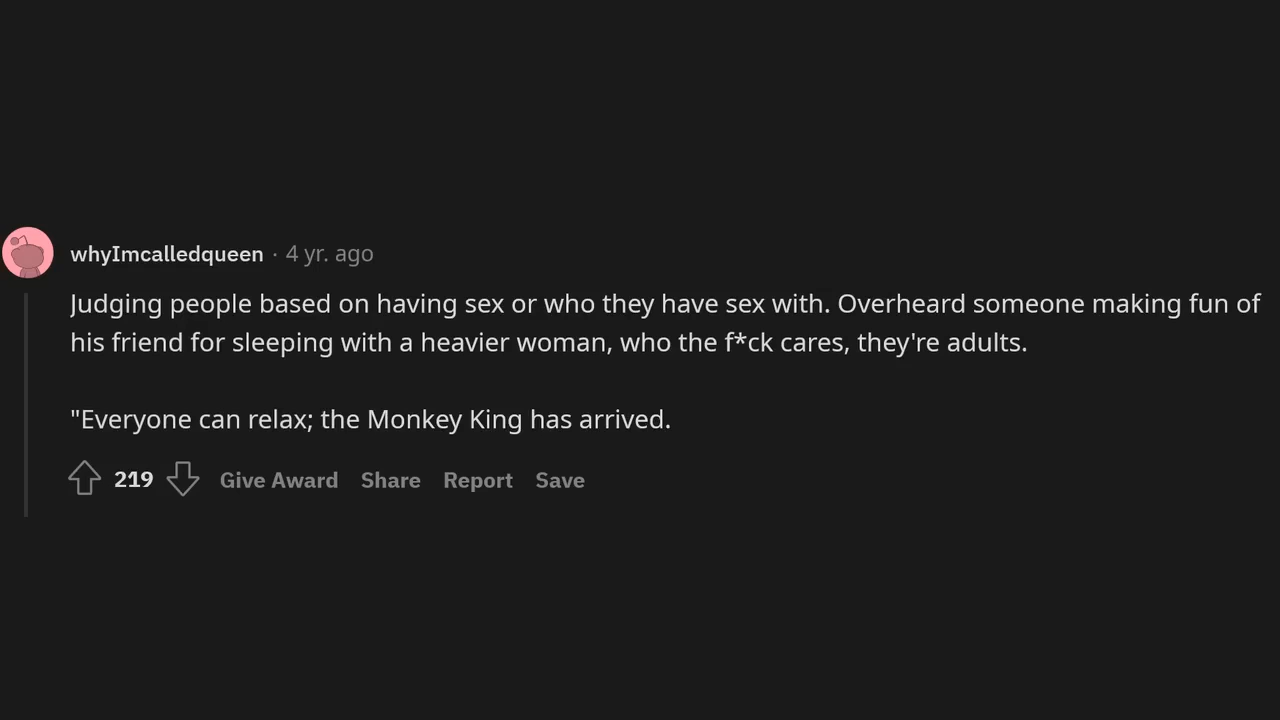 whyImcalledqueen · 4 yr. ago
Judging people based on having sex or who they have sex with. Overheard someone making fun of
his friend for sleeping with a heavier woman, who the f*ck cares, they're adults.
"Everyone can relax; the Monkey King has arrived.
219 Give Award Share Report Save